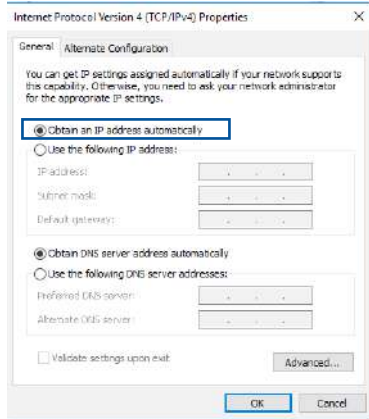 Internet Protocol Version 4 (TCP/IPv4) Properties
General
Alternate Configuration
You can get IP settings assigned automatically if your network supports
this capability. Otherwise, you need to ask your network administrator
for the appropriate IP settings.
Obtain an IP address automatically
Use the following IP address:
IP address:
Subnet mask:
Default gateway:
Obtain DNS server address automatically
Use the following DNS server addresses:
Preferred DNS server:
Alternate DNS server:
Validate settings upon exit
Advanced...
OK
Cancel